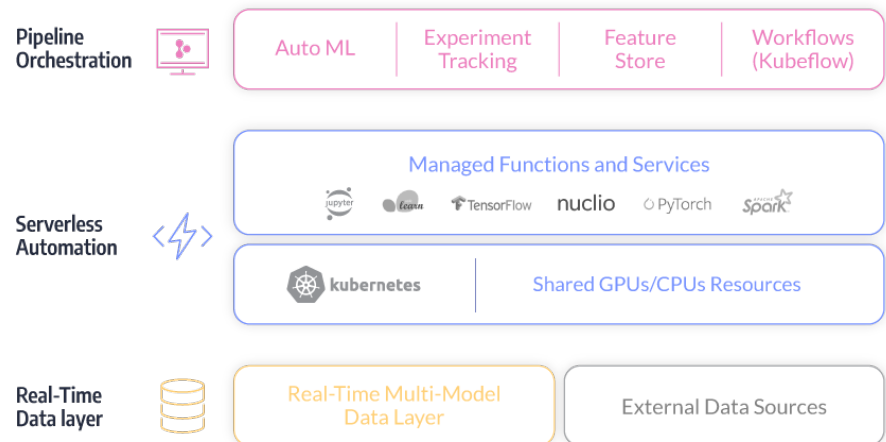 Pipeline
Orchestration
Auto ML
Experiment
Tracking
Feature
Store
Workflows
(Kubeflow)
Serverless
Automation
Managed Functions and Services
jupyter
learn
TensorFlow
nuclio
PyTorch
APACHE
Spark
kubernetes
Shared GPUs/CPUs Resources
Real-Time
Data layer
Real-Time Multi-Model
Data Layer
External Data Sources